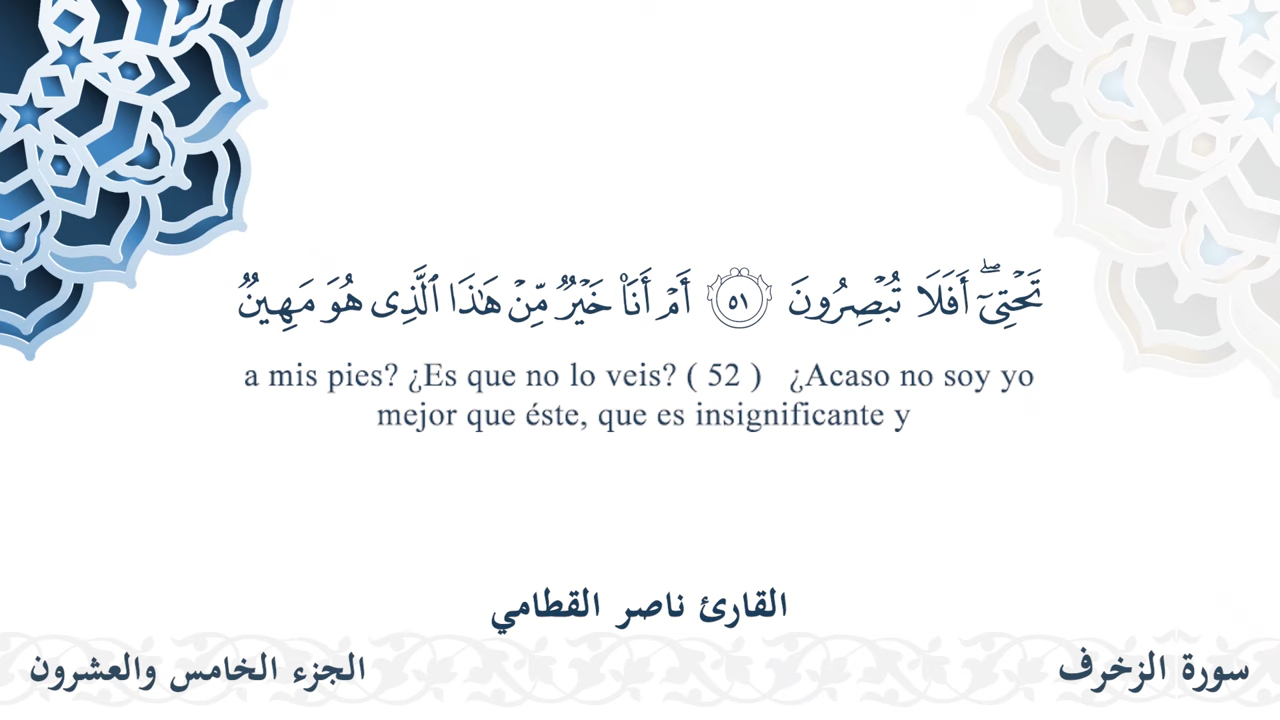 تَحْتِىٓ ۖ أَفَلَا تُبْصِرُونَ ٥١ أَمْ أَنَا۠ خَيْرٌ مِّنْ هَـٰذَا ٱلَّذِى هُوَ مَهِينٌ
a mis pies? ¿Es que no lo veis? ( 52 ) ¿Acaso no soy yo
mejor que éste, que es insignificante y
القارئ ناصر القطامي
سورة الزخرف
الجزء الخامس والعشرون